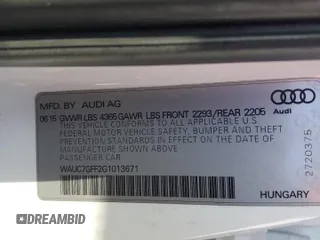 MFD. BY AUDI AG
06 15 GVWR LBS 4365 GAWR LBS FRONT 2293/REAR 2205
THIS VEHICLE CONFORMS TO ALL APPLICABLE U.S.
FEDERAL MOTOR VEHICLE SAFETY, BUMPER AND THEFT
PREVENTION STANDARDS IN EFFECT ON THE DATE OF
MANUFACTURE SHOWN ABOVE
PASSENGER CAR
WAUC7GFF2G1013671
HUNGARY
Audi
2720375
DREAMBID